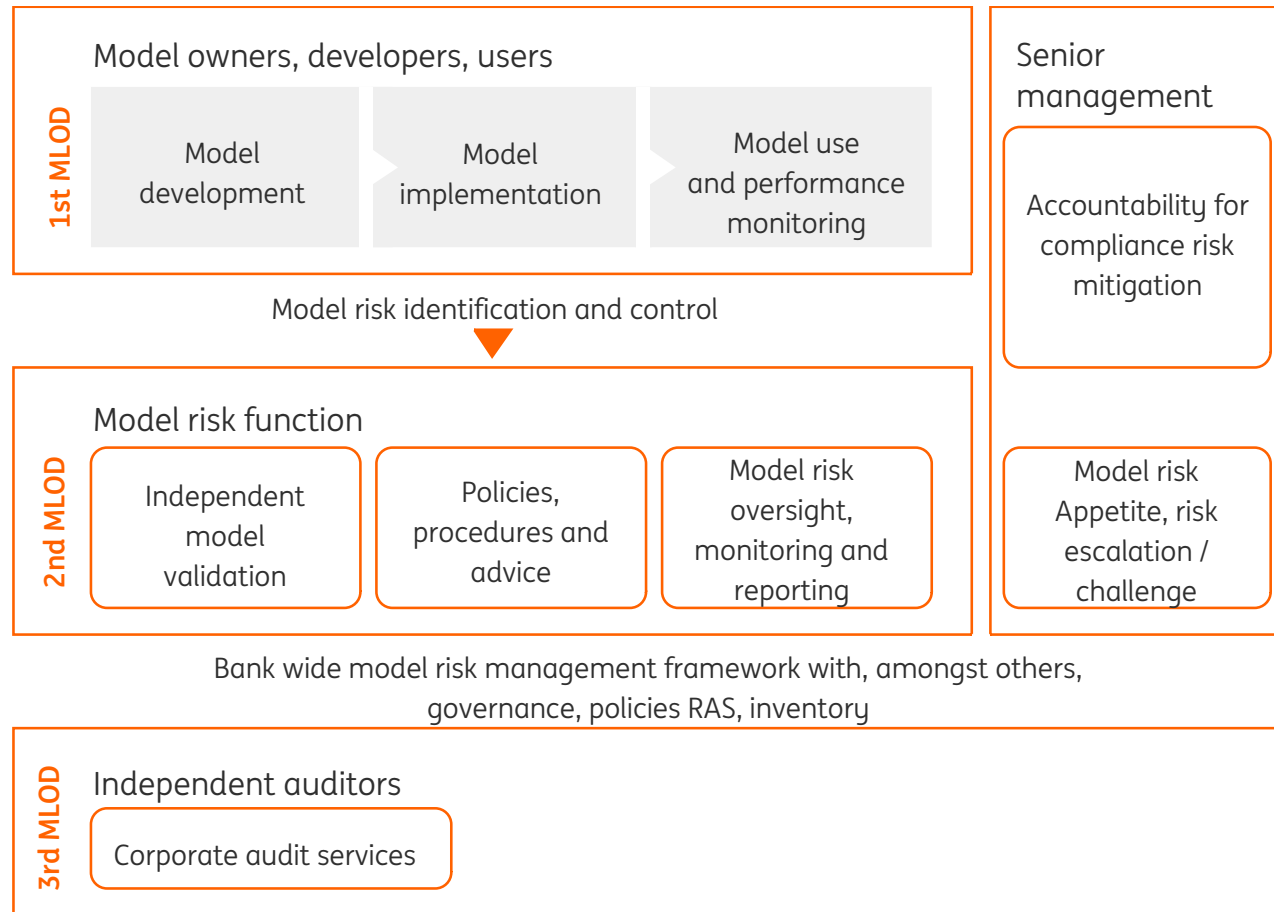 1st MLOD
Model owners, developers, users
Model
development
Model
implementation
Model use
and performance
monitoring
Senior
management
Accountability for
compliance risk
mitigation
Model risk identification and control
2nd MLOD
Model risk function
Independent
model
validation
Policies,
procedures and
advice
Model risk
oversight,
monitoring and
reporting
Model risk
Appetite, risk
escalation /
challenge
Bank wide model risk management framework with, amongst others,
governance, policies RAS, inventory
3rd MLOD
Independent auditors
Corporate audit services